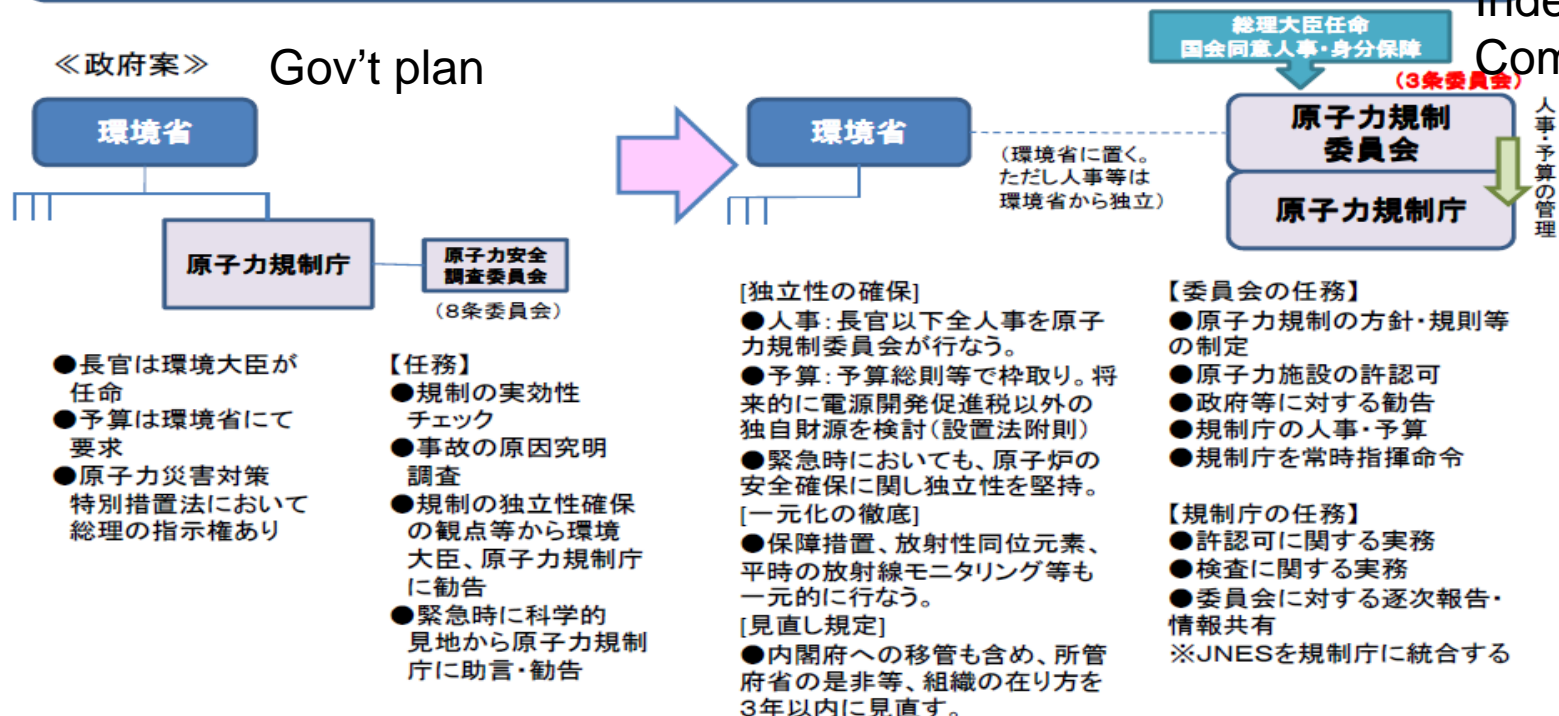 ≪政府案≫
Gov't plan
環境省
原子力規制庁
原子力安全
調査委員会
(8条委員会)
●長官は環境大臣が
任命
●予算は環境省にて
要求
●原子力災害対策
特別措置法において
総理の指示権あり
【任務】
●規制の実効性
チェック
●事故の原因究明
調査
●規制の独立性確保
の観点等から環境
大臣、原子力規制庁
に勧告
●緊急時に科学的
見地から原子力規制
庁に助言・勧告
総理大臣任命
国会同意人事・身分保障
(3条委員会)
環境省
(環境省に置く。
ただし人事等は
環境省から独立)
原子力規制
委員会
原子力規制庁
人事・予算の管理
[独立性の確保]
●人事:長官以下全人事を原子
力規制委員会が行なう。
●予算:予算総則等で枠取り。将
来的に電源開発促進税以外の
独自財源を検討(設置法附則)
●緊急時においても、原子炉の
安全確保に関し独立性を堅持。
[一元化の徹底]
●保障措置、放射性同位元素、
平時の放射線モニタリング等も
一元的に行なう。
[見直し規定]
●内閣府への移管も含め、所管
府省の是非等、組織の在り方を
3年以内に見直す。
【委員会の任務】
●原子力規制の方針・規則等
の制定
●原子力施設の許認可
●政府等に対する勧告
●規制庁の人事・予算
●規制庁を常時指揮命令
【規制庁の任務】
●許認可に関する実務
●検査に関する実務
●委員会に対する逐次報告・
情報共有
※JNESを規制庁に統合する